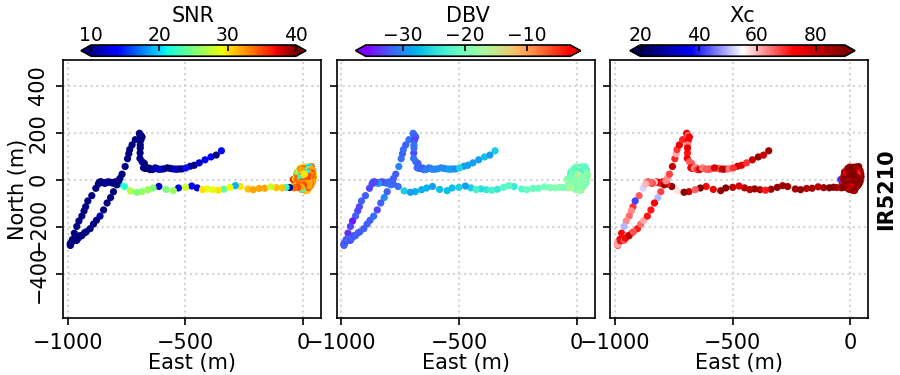 SNR DBV Xc
10 20 30 40 −30 −20 −10 20 40 60 80
400
200
0
−200
−400
North (m)
IR5210
−1000 −500 0 −1000 −500 0 −1000 −500 0
East (m) East (m) East (m)